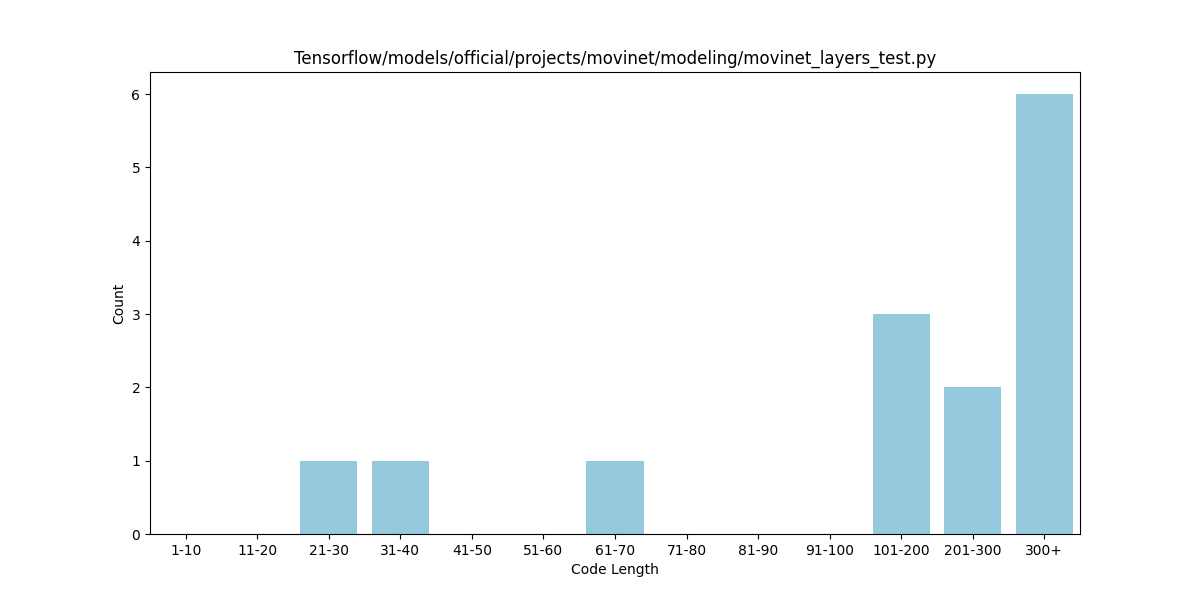 Tensorflow/models/official/projects/movinet/modeling/movinet_layers_test.py
6
5
4
3
2
1
0
Count
1-10 11-20 21-30 31-40 41-50 51-60 61-70 71-80 81-90 91-100 101-200 201-300 300+
Code Length